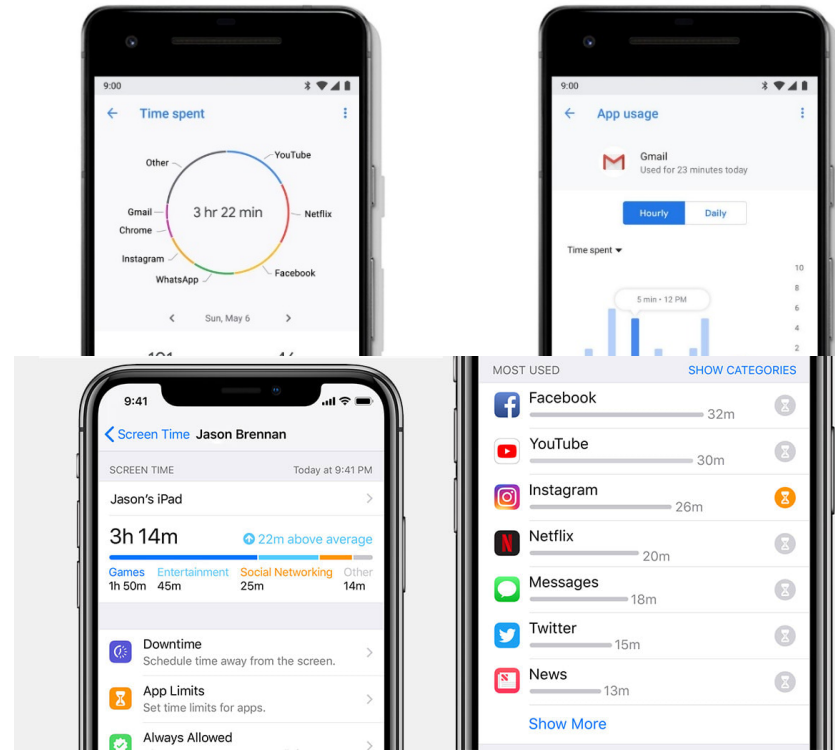 9:00
Time spent
Other
YouTube
Gmail
3 hr 22 min
Netflix
Chrome
Instagram
WhatsApp
Facebook
Sun, May 6
9:00
App usage
Gmail
Used for 23 minutes today
Hourly
Daily
Time spent
10
8
5 min • 12 PM
6
4
2
9:41
Screen Time Jason Brennan
SCREEN TIME Today at 9:41 PM
Jason's iPad
3h 14m 22m above average
Games Entertainment Social Networking Other
1h 50m 45m 25m 14m
Downtime
Schedule time away from the screen.
App Limits
Set time limits for apps.
Always Allowed
MOST USED SHOW CATEGORIES
Facebook
32m
YouTube
30m
Instagram
26m
Netflix
20m
Messages
18m
Twitter
15m
News
13m
Show More